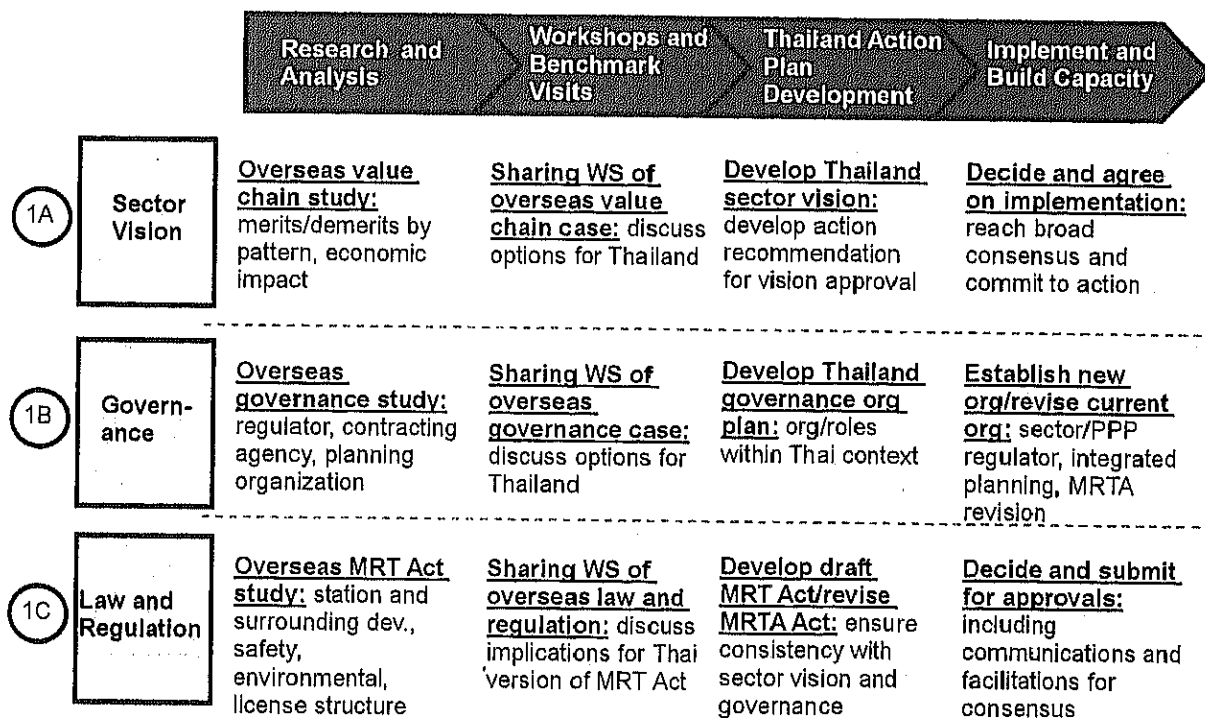 Research and
Analysis
Workshops and
Benchmark
Visits
Thailand Action
Plan
Development
Implement and
Build Capacity
1A
Sector
Vision
Overseas value
chain study:
merits/demerits by
pattern, economic
impact
Sharing WS of
overseas value
chain case: discuss
options for Thailand
Develop Thailand
sector vision:
develop action
recommendation
for vision approval
Decide and agree
on implementation:
reach broad
consensus and
commit to action
1B
Govern-
ance
Overseas
governance study:
regulator, contracting
agency, planning
organization
Sharing WS of
overseas
governance case:
discuss options for
Thailand
Develop Thailand
governance org
plan: org/roles
within Thai context
Establish new
org/revise current
org: sector/PPP
regulator, integrated
planning, MRTA
revision
1C
Law and
Regulation
Overseas MRT Act
study: station and
surrounding dev.,
safety,
environmental,
license structure
Sharing WS of
overseas law and
regulation: discuss
implications for Thai
version of MRT Act
Develop draft
MRT Act/revise
MRTA Act: ensure
consistency with
sector vision and
governance
Decide and submit
for approvals:
including
communications and
facilitations for
consensus